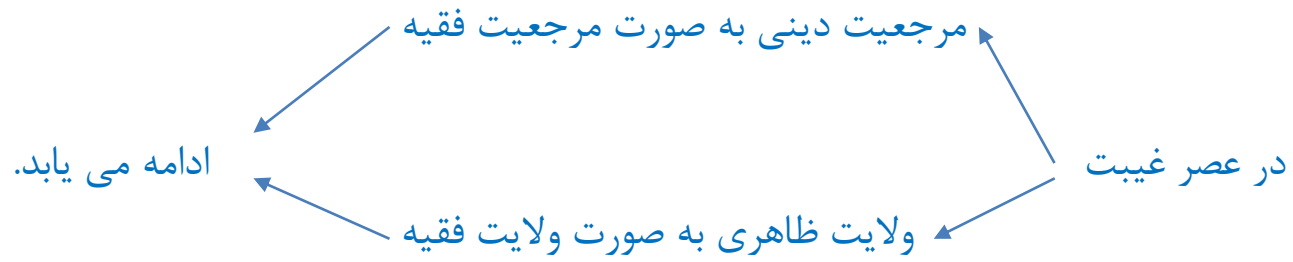 در عصر غیبت
مرجعیت دینی به صورت مرجعیت فقیه
ولایت ظاهری به صورت ولایت فقیه
ادامه می یابد.